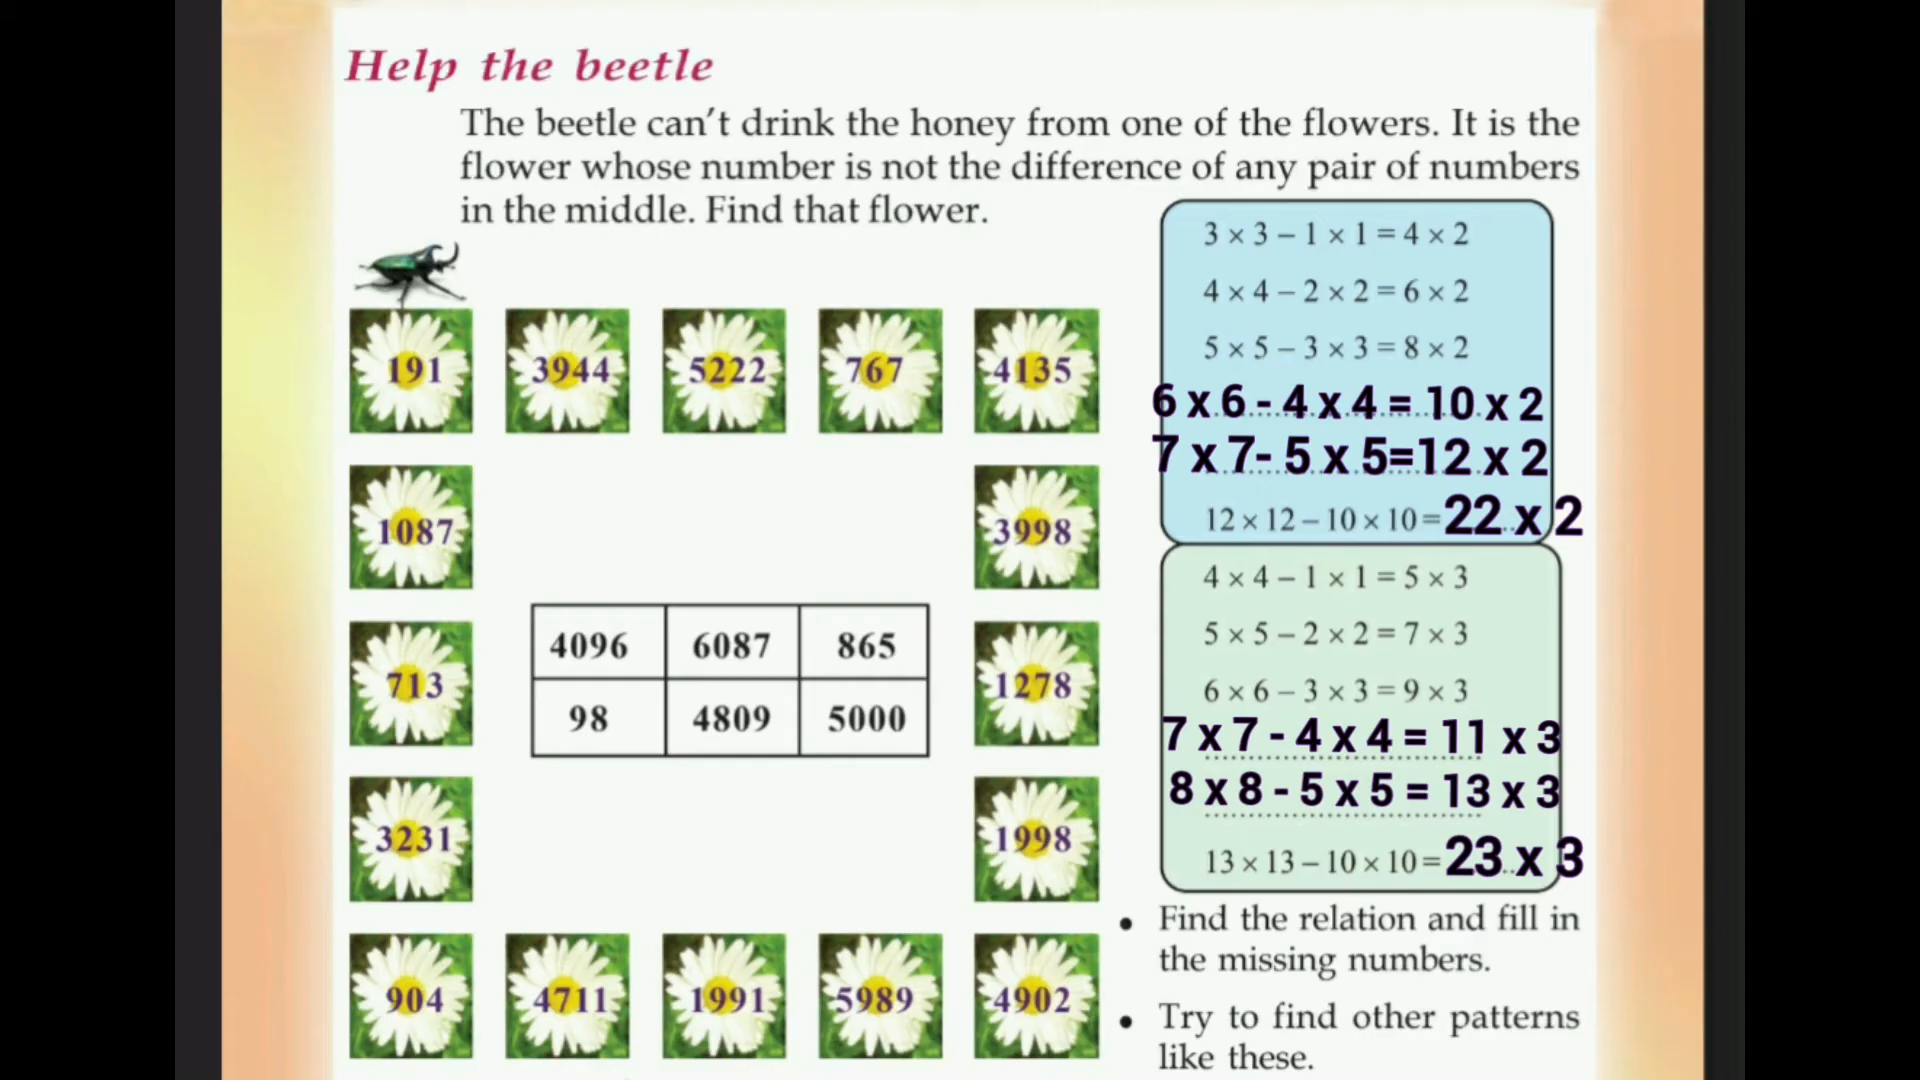 Help the beetle
The beetle can't drink the honey from one of the flowers. It is the
flower whose number is not the difference of any pair of numbers
in the middle. Find that flower.
3 × 3 – 1 × 1 = 4 × 2
4 × 4 – 2 × 2 = 6 × 2
5 × 5 – 3 × 3 = 8 × 2
6 x 6 - 4 x 4 = 10 x 2
7 x 7- 5 x 5=12 x 2
12 × 12 – 10 × 10 = 22 x 2
4 × 4 – 1 × 1 = 5 × 3
5 × 5 – 2 × 2 = 7 × 3
6 × 6 – 3 × 3 = 9 × 3
7 x 7 - 4 x 4 = 11 x 3
8 x 8 - 5 x 5 = 13 x 3
13 × 13 – 10 × 10 = 23 x 3
191 3944 5222 767 4135
1087 3998
4096 6087 865
713 1278
98 4809 5000
3231 1998
904 4711 1991 5989 4902
• Find the relation and fill in
the missing numbers.
• Try to find other patterns
like these.